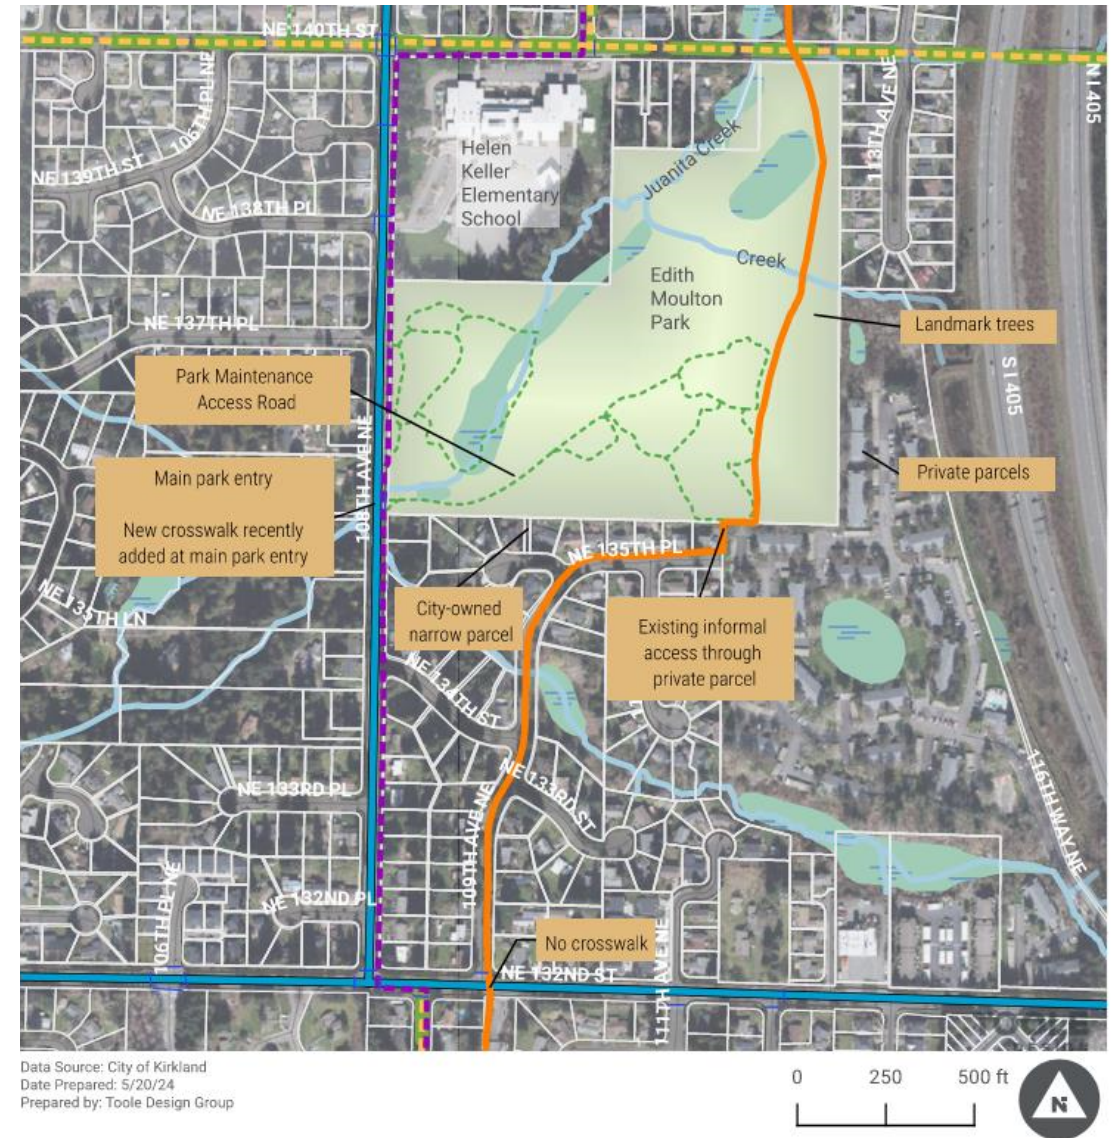 NE 140TH ST
N I 405
106TH PL NE
113TH AVE NE
Helen
Keller
Elementary
School
Juanita Creek
NE 139TH ST
NE 138TH PL
Creek
Edith
Moulton
Park
NE 137TH PL
Landmark trees
S I 405
Park Maintenance
Access Road
108TH AVE NE
Private parcels
Main park entry
New crosswalk recently
added at main park entry
NE 135TH PL
NE 135TH LN
City-owned
narrow parcel
Existing informal
access through
private parcel
NE 134TH ST
NE 133RD ST
NE 133RD PL
116TH WAY NE
109TH AVE NE
106TH PL NE
NE 132ND PL
No crosswalk
NE 132ND ST
111TH AVE NE
Data Source: City of Kirkland
Date Prepared: 5/20/24
Prepared by: Toole Design Group
0 250 500 ft
N